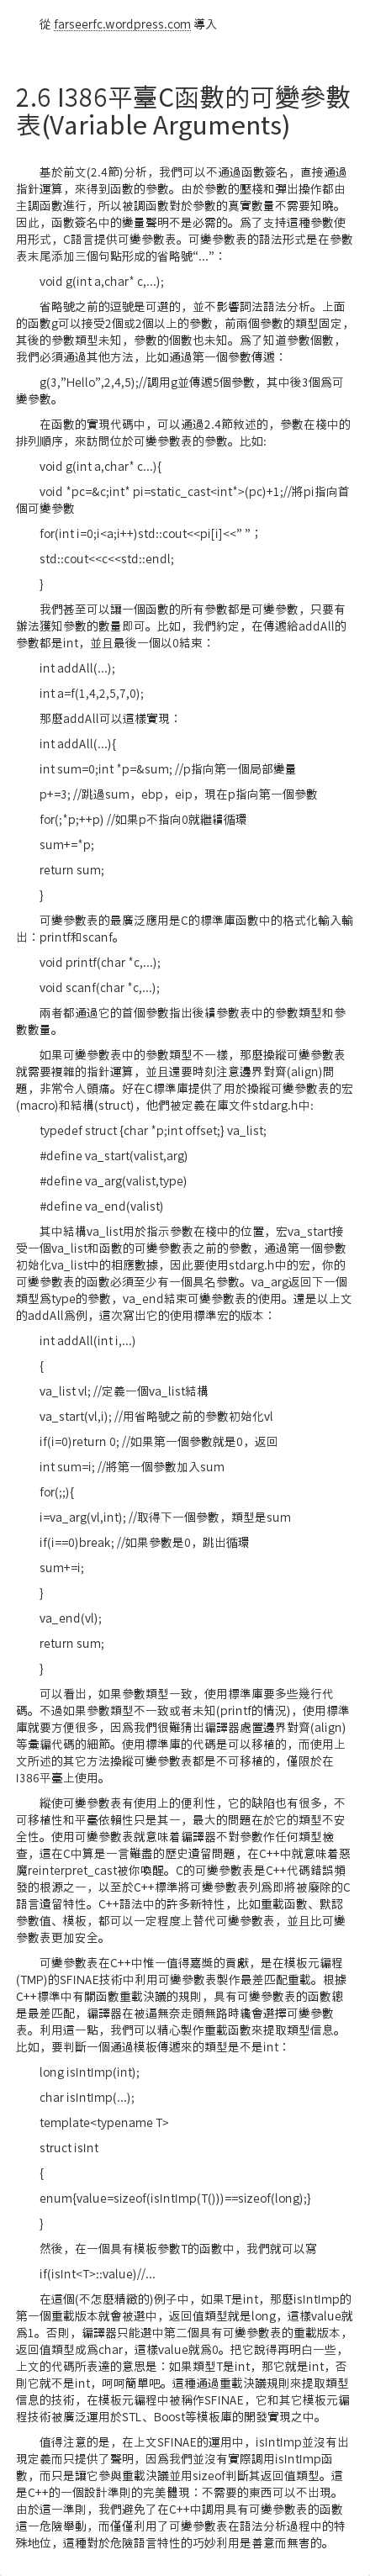 從 farseerfc.wordpress.com 導入
2.6 I386平臺C函數的可變參數
表(Variable Arguments)
基於前文(2.4節)分析，我們可以不通過函數簽名，直接通過
指針運算，來得到函數的參數。由於參數的壓棧和彈出操作都由
主調函數進行，所以被調函數對於參數的真實數量不需要知曉。
因此，函數簽名中的變量聲明不是必需的。爲了支持這種參數使
用形式，C語言提供可變參數表。可變參數表的語法形式是在參數
表末尾添加三個句點形成的省略號“...”：
void g(int a,char* c,...);
省略號之前的逗號是可選的，並不影響詞法語法分析。上面
的函數g可以接受2個或2個以上的參數，前兩個參數的類型固定，
其後的參數類型未知，參數的個數也未知。爲了知道參數個數，
我們必須通過其他方法，比如通過第一個參數傳遞：
g(3,”Hello”,2,4,5);//調用g並傳遞5個參數，其中後3個爲可
變參數。
在函數的實現代碼中，可以通過2.4節敘述的，參數在棧中的
排列順序，來訪問位於可變參數表的參數。比如:
void g(int a,char* c...){
void *pc=&c;int* pi=static_cast<int*>(pc)+1;//將pi指向首
個可變參數
for(int i=0;i<a;i++)std::cout<<pi[i]<<” ”；
std::cout<<c<<std::endl;
}
我們甚至可以讓一個函數的所有參數都是可變參數，只要有
辦法獲知參數的數量即可。比如，我們約定，在傳遞給addAll的
參數都是int，並且最後一個以0結束：
int addAll(...);
int a=f(1,4,2,5,7,0);
那麼addAll可以這樣實現：
int addAll(...){
int sum=0;int *p=&sum; //p指向第一個局部變量
p+=3; //跳過sum，ebp，eip，現在p指向第一個參數
for(;*p;++p) //如果p不指向0就繼續循環
sum+=*p;
return sum;
}
可變參數表的最廣泛應用是C的標準庫函數中的格式化輸入輸
出：printf和scanf。
void printf(char *c,...);
void scanf(char *c,...);
兩者都通過它的首個參數指出後續參數表中的參數類型和參
數數量。
如果可變參數表中的參數類型不一樣，那麼操縱可變參數表
就需要複雜的指針運算，並且還要時刻注意邊界對齊(align)問
題，非常令人頭痛。好在C標準庫提供了用於操縱可變參數表的宏
(macro)和結構(struct)，他們被定義在庫文件stdarg.h中:
typedef struct {char *p;int offset;} va_list;
#define va_start(valist,arg)
#define va_arg(valist,type)
#define va_end(valist)
其中結構va_list用於指示參數在棧中的位置，宏va_start接
受一個va_list和函數的可變參數表之前的參數，通過第一個參數
初始化va_list中的相應數據，因此要使用stdarg.h中的宏，你的
可變參數表的函數必須至少有一個具名參數。va_arg返回下一個
類型爲type的參數，va_end結束可變參數表的使用。還是以上文
的addAll爲例，這次寫出它的使用標準宏的版本：
int addAll(int i,...)
{
va_list vl; //定義一個va_list結構
va_start(vl,i); //用省略號之前的參數初始化vl
if(i=0)return 0; //如果第一個參數就是0，返回
int sum=i; //將第一個參數加入sum
for(;;){
i=va_arg(vl,int); //取得下一個參數，類型是sum
if(i==0)break; //如果參數是0，跳出循環
sum+=i;
}
va_end(vl);
return sum;
}
可以看出，如果參數類型一致，使用標準庫要多些幾行代
碼。不過如果參數類型不一致或者未知(printf的情況)，使用標準
庫就要方便很多，因爲我們很難猜出編譯器處置邊界對齊(align)
等彙編代碼的細節。使用標準庫的代碼是可以移植的，而使用上
文所述的其它方法操縱可變參數表都是不可移植的，僅限於在
I386平臺上使用。
縱使可變參數表有使用上的便利性，它的缺陷也有很多，不
可移植性和平臺依賴性只是其一，最大的問題在於它的類型不安
全性。使用可變參數表就意味着編譯器不對參數作任何類型檢
查，這在C中算是一言難盡的歷史遺留問題，在C++中就意味着惡
魔reinterpret_cast被你喚醒。C的可變參數表是C++代碼錯誤頻
發的根源之一，以至於C++標準將可變參數表列爲即將被廢除的C
語言遺留特性。C++語法中的許多新特性，比如重載函數、默認
參數值、模板，都可以一定程度上替代可變參數表，並且比可變
參數表更加安全。
可變參數表在C++中惟一值得嘉獎的貢獻，是在模板元編程
(TMP)的SFINAE技術中利用可變參數表製作最差匹配重載。根據
C++標準中有關函數重載決議的規則，具有可變參數表的函數總
是最差匹配，編譯器在被逼無奈走頭無路時纔會選擇可變參數
表。利用這一點，我們可以精心製作重載函數來提取類型信息。
比如，要判斷一個通過模板傳遞來的類型是不是int：
long isIntImp(int);
char isIntImp(...);
template<typename T>
struct isInt
{
enum{value=sizeof(isIntImp(T()))==sizeof(long);}
}
然後，在一個具有模板參數T的函數中，我們就可以寫
if(isInt<T>::value)//...
在這個(不怎麼精緻的)例子中，如果T是int，那麼isIntImp的
第一個重載版本就會被選中，返回值類型就是long，這樣value就
爲1。否則，編譯器只能選中第二個具有可變參數表的重載版本，
返回值類型成爲char，這樣value就爲0。把它說得再明白一些，
上文的代碼所表達的意思是：如果類型T是int，那它就是int，否
則它就不是int，呵呵簡單吧。這種通過重載決議規則來提取類型
信息的技術，在模板元編程中被稱作SFINAE，它和其它模板元編
程技術被廣泛運用於STL、Boost等模板庫的開發實現之中。
值得注意的是，在上文SFINAE的運用中，isIntImp並沒有出
現定義而只提供了聲明，因爲我們並沒有實際調用isIntImp函
數，而只是讓它參與重載決議並用sizeof判斷其返回值類型。這
是C++的一個設計準則的完美體現：不需要的東西可以不出現。
由於這一準則，我們避免了在C++中調用具有可變參數表的函數
這一危險舉動，而僅僅利用了可變參數表在語法分析過程中的特
殊地位，這種對於危險語言特性的巧妙利用是善意而無害的。